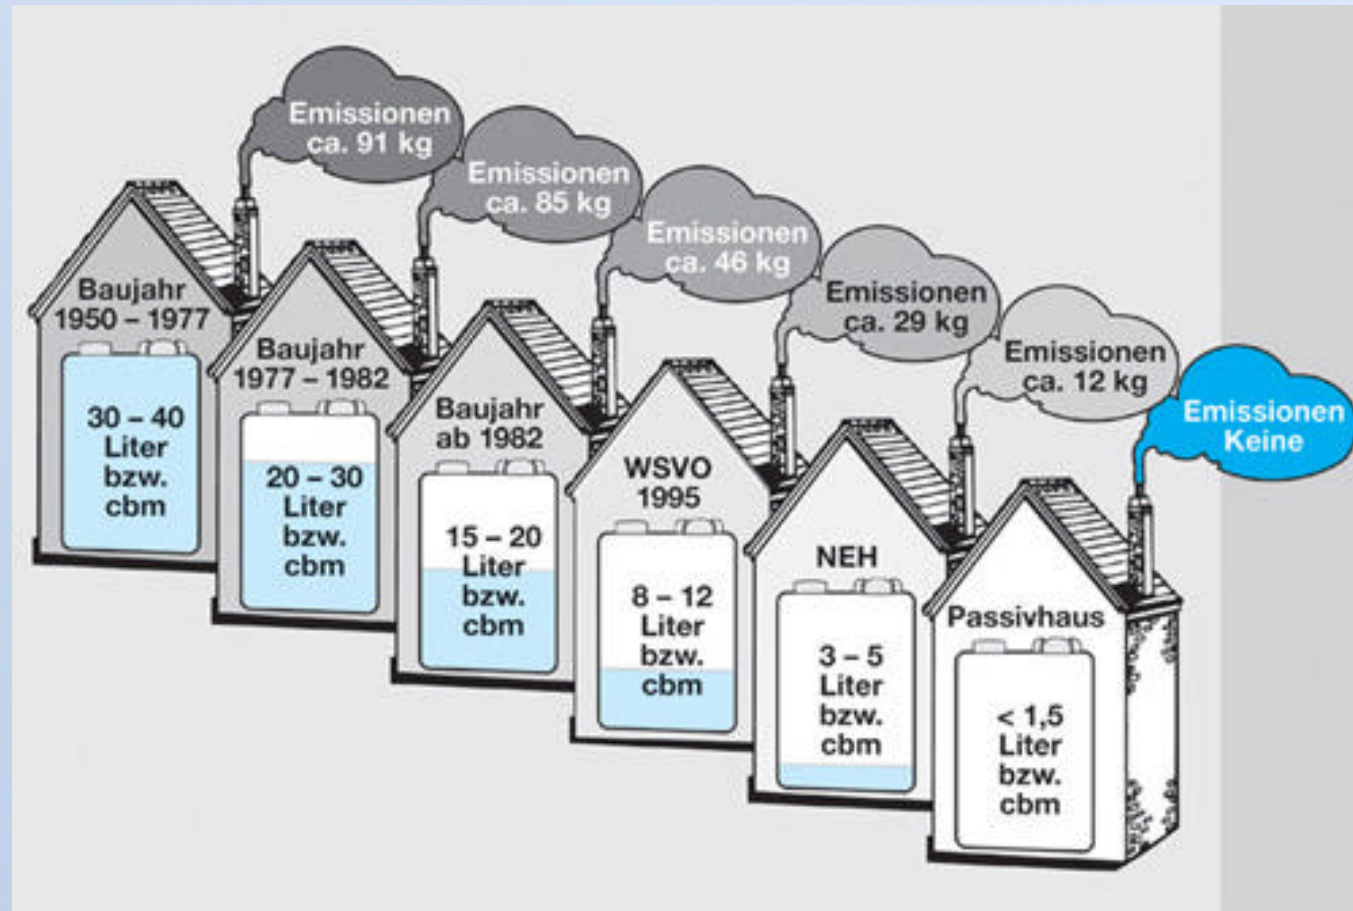 Emissionen
ca. 91 kg
Baujahr
1950 – 1977
30 – 40
Liter
bzw.
cbm
Emissionen
ca. 85 kg
Baujahr
1977 – 1982
20 – 30
Liter
bzw.
cbm
Emissionen
ca. 46 kg
Baujahr
ab 1982
15 – 20
Liter
bzw.
cbm
Emissionen
ca. 29 kg
WSVO
1995
8 – 12
Liter
bzw.
cbm
Emissionen
ca. 12 kg
NEH
3 – 5
Liter
bzw.
cbm
Emissionen
Keine
Passivhaus
< 1,5
Liter
bzw.
cbm